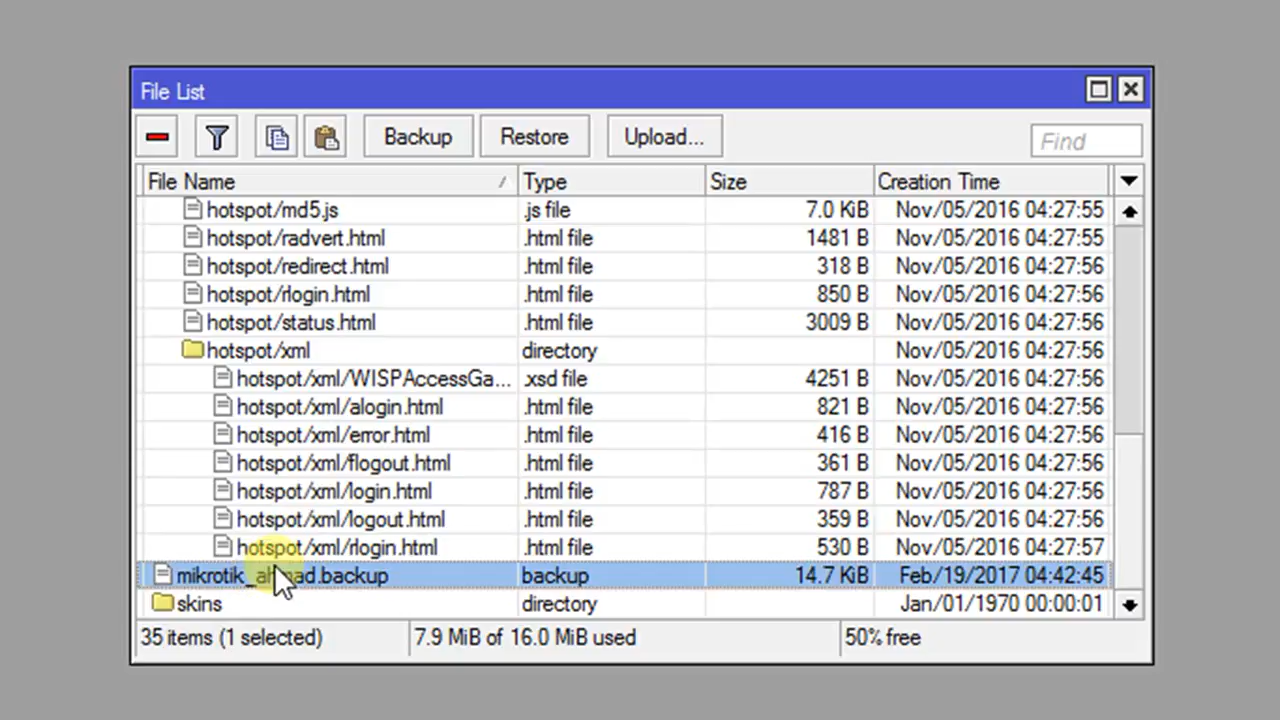 File List
Backup Restore Upload... Find
File Name Type Size Creation Time
hotspot/md5.js .js file 7.0 KiB Nov/05/2016 04:27:55
hotspot/radvert.html .html file 1481 B Nov/05/2016 04:27:55
hotspot/redirect.html .html file 318 B Nov/05/2016 04:27:56
hotspot/rlogin.html .html file 850 B Nov/05/2016 04:27:56
hotspot/status.html .html file 3009 B Nov/05/2016 04:27:56
hotspot/xml directory Nov/05/2016 04:27:56
hotspot/xml/WISPAccessGa... .xsd file 4251 B Nov/05/2016 04:27:56
hotspot/xml/alogin.html .html file 821 B Nov/05/2016 04:27:56
hotspot/xml/error.html .html file 416 B Nov/05/2016 04:27:56
hotspot/xml/flogout.html .html file 361 B Nov/05/2016 04:27:56
hotspot/xml/login.html .html file 787 B Nov/05/2016 04:27:56
hotspot/xml/logout.html .html file 359 B Nov/05/2016 04:27:56
hotspot/xml/rlogin.html .html file 530 B Nov/05/2016 04:27:57
mikrotik_ahmad.backup backup 14.7 KiB Feb/19/2017 04:42:45
skins directory Jan/01/1970 00:00:01
35 items (1 selected) 7.9 MiB of 16.0 MiB used 50% free